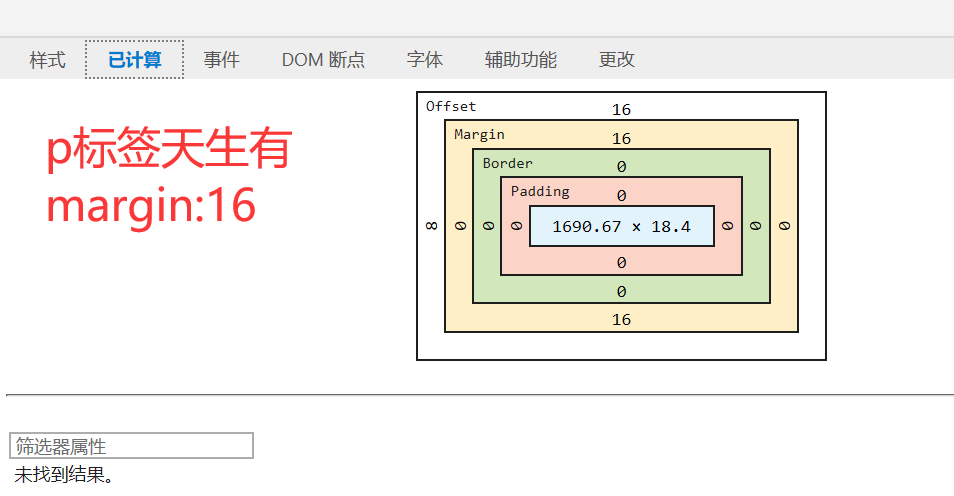 样式 已计算 事件 DOM 断点 字体 辅助功能 更改
p标签天生有
margin:16
Offset 16
Margin 16
Border 0
Padding 0
8 0 0 0 1690.67 × 18.4 0 0 0
0
0
16
筛选器属性
未找到结果。